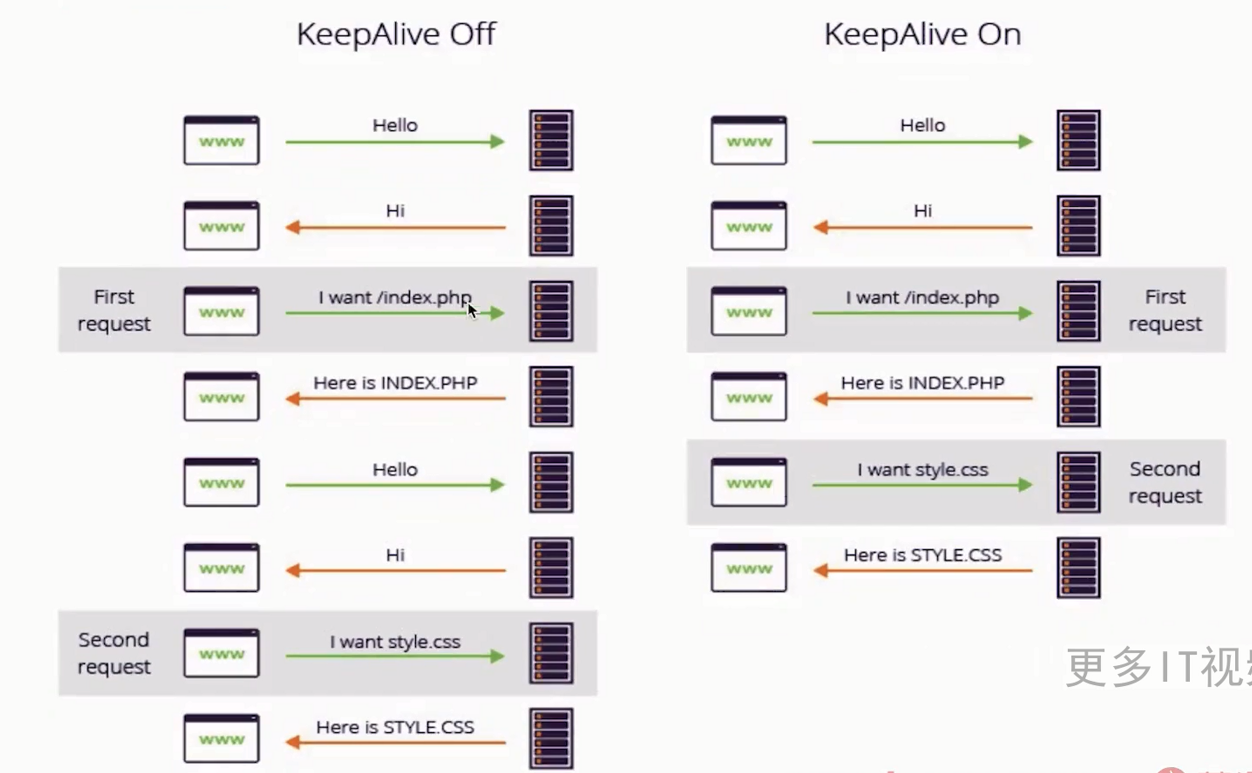 KeepAlive Off
Hello
www
Hi
www
First
request
I want /index.php
www
Here is INDEX.PHP
www
Hello
www
Hi
www
Second
request
I want style.css
www
Here is STYLE.CSS
www
KeepAlive On
Hello
www
Hi
www
I want /index.php
www
First
request
Here is INDEX.PHP
www
I want style.css
www
Second
request
Here is STYLE.CSS
www
更多IT视